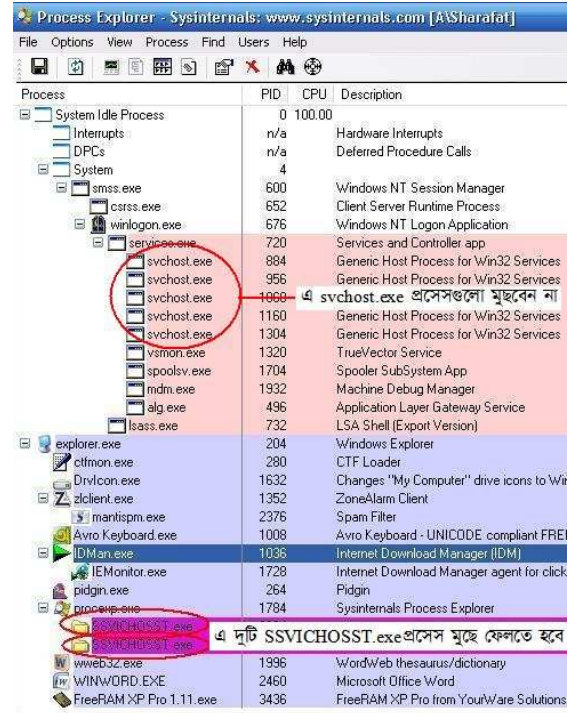 Process Explorer - Sysinternals: www.sysinternals.com [A\Sharafat]
File Options View Process Find Users Help
Process PID CPU Description
System Idle Process 0 100.00
Interrupts n/a Hardware Interrupts
DPCs n/a Deferred Procedure Calls
System 4
smss.exe 600 Windows NT Session Manager
csrss.exe 652 Client Server Runtime Process
winlogon.exe 676 Windows NT Logon Application
services.exe 720 Services and Controller app
svchost.exe 884 Generic Host Process for Win32 Services
svchost.exe 956 Generic Host Process for Win32 Services
svchost.exe 1068 এ svchost.exe প্রসেসগুলো মুছবেন না
svchost.exe 1160 Generic Host Process for Win32 Services
svchost.exe 1304 Generic Host Process for Win32 Services
vsmon.exe 1320 TrueVector Service
spoolsv.exe 1704 Spooler SubSystem App
mdm.exe 1932 Machine Debug Manager
alg.exe 496 Application Layer Gateway Service
lsass.exe 732 LSA Shell (Export Version)
explorer.exe 204 Windows Explorer
ctfmon.exe 280 CTF Loader
DrvIcon.exe 1632 Changes "My Computer" drive icons to Wi
zlclient.exe 1352 ZoneAlarm Client
mantispm.exe 2376 Spam Filter
Avro Keyboard.exe 1008 Avro Keyboard - UNICODE compliant FRE
IDMan.exe 1036 Internet Download Manager (IDM)
IEMonitor.exe 1728 Internet Download Manager agent for click
pidgin.exe 264 Pidgin
procexp.exe 1784 Sysinternals Process Explorer
SSVICHOSST.exe
এ দুটি SSVICHOSST.exeপ্রসেস মুছে ফেলতে হবে
SSVICHOSST.exe
wweb32.exe 1996 WordWeb thesaurus/dictionary
WINWORD.EXE 2460 Microsoft Office Word
FreeRAM XP Pro 1.11.exe 3436 FreeRAM XP Pro from YourWare Solutions